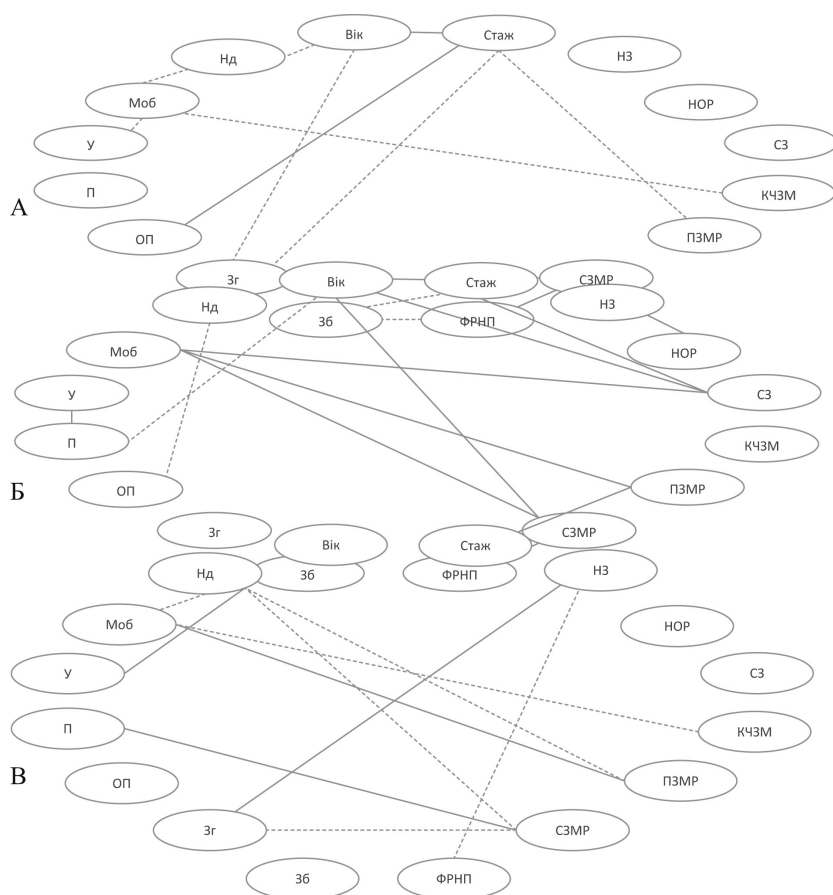 Вік Стаж
Нд НЗ
Моб НОР
У СЗ
П КЧЗМ
А
ОП ПЗМР
Зг Вік Стаж СЗМР
Нд НЗ
Зб ФРНП
Моб НОР
У СЗ
П КЧЗМ
Б
ОП ПЗМР
Зг СЗМР
Вік Стаж
Нд Зб ФРНП НЗ
Моб НОР
У СЗ
П КЧЗМ
В
ОП ПЗМР
Зг СЗМР
Зб ФРНП